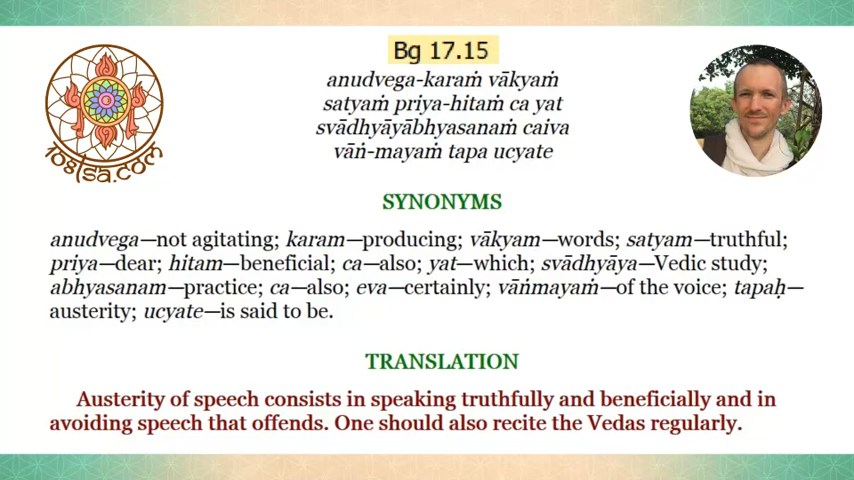 Bg 17.15
anudvega-karaṁ vākyaṁ
satyaṁ priya-hitaṁ ca yat
svādhyāyābhyasanaṁ caiva
vāṅ-mayaṁ tapa ucyate
108lsa.com
SYNONYMS
anudvega—not agitating; karam—producing; vākyam—words; satyam—truthful;
priya—dear; hitam—beneficial; ca—also; yat—which; svādhyāya—Vedic study;
abhyasanam—practice; ca—also; eva—certainly; vāṅmayaṁ—of the voice; tapaḥ—
austerity; ucyate—is said to be.
TRANSLATION
Austerity of speech consists in speaking truthfully and beneficially and in
avoiding speech that offends. One should also recite the Vedas regularly.